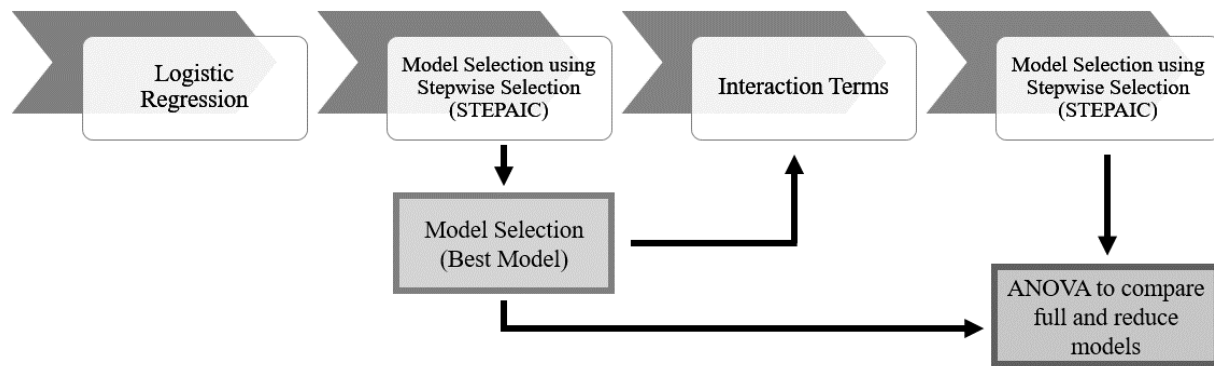 Logistic
Regression
Model Selection using
Stepwise Selection
(STEPAIC)
Interaction Terms
Model Selection using
Stepwise Selection
(STEPAIC)
Model Selection
(Best Model)
ANOVA to compare
full and reduce
models